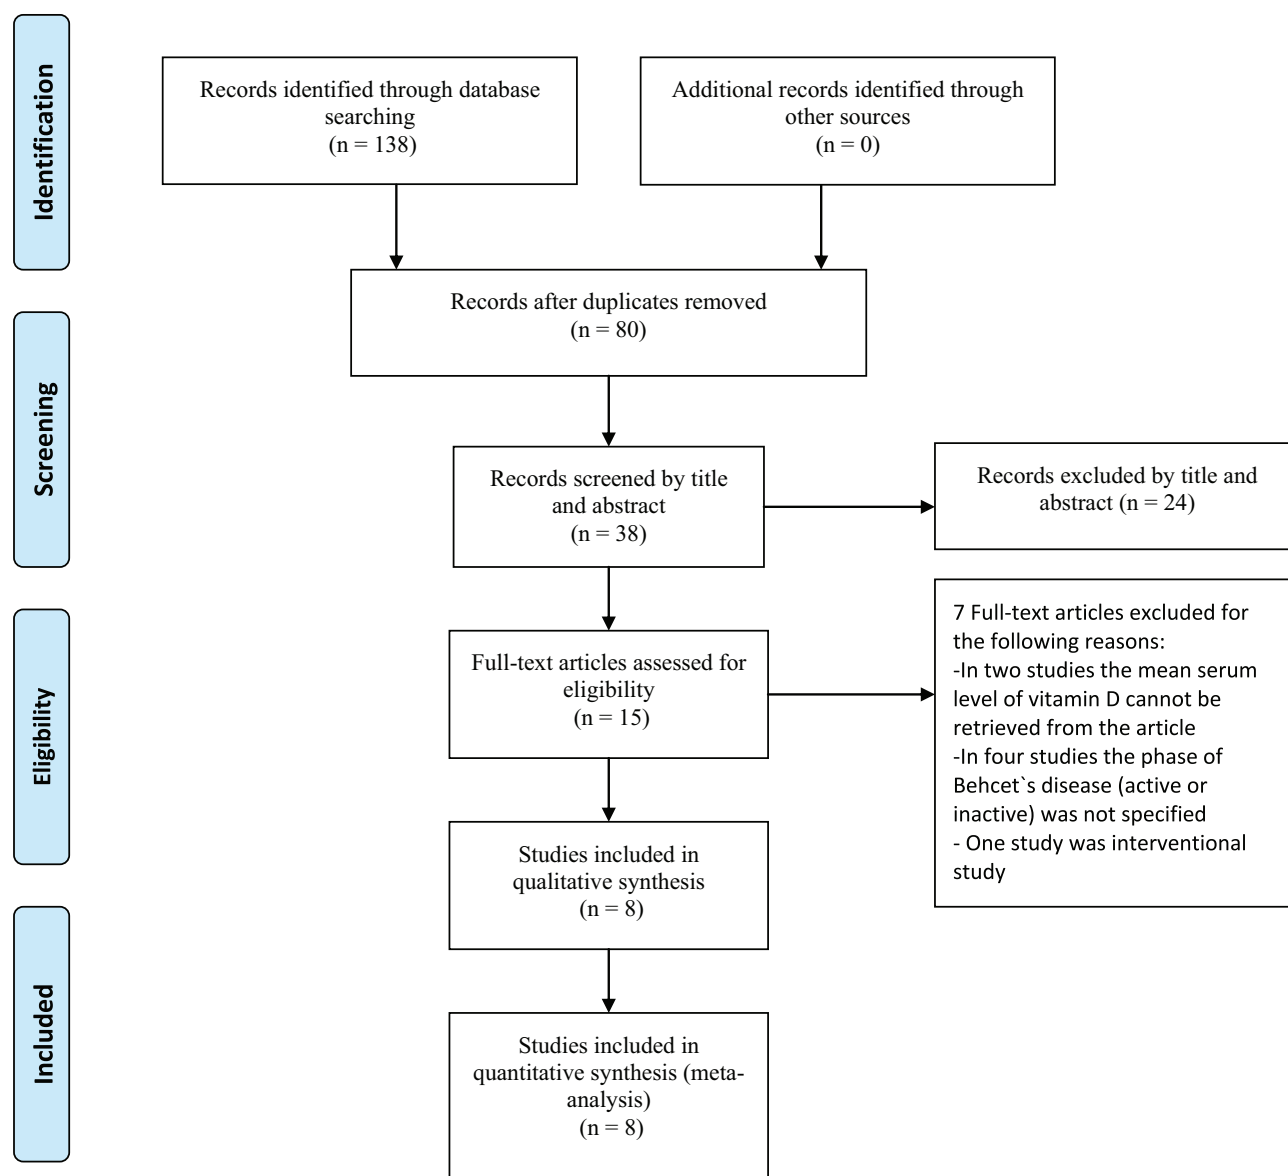 Identification
Records identified through database
searching
(n = 138)
Additional records identified through
other sources
(n = 0)
Records after duplicates removed
(n = 80)
Screening
Records screened by title
and abstract
(n = 38)
Records excluded by title and
abstract (n = 24)
Eligibility
Full-text articles assessed for
eligibility
(n = 15)
7 Full-text articles excluded for
the following reasons:
-In two studies the mean serum
level of vitamin D cannot be
retrieved from the article
-In four studies the phase of
Behcet`s disease (active or
inactive) was not specified
- One study was interventional
study
Studies included in
qualitative synthesis
(n = 8)
Included
Studies included in
quantitative synthesis (meta-
analysis)
(n = 8)